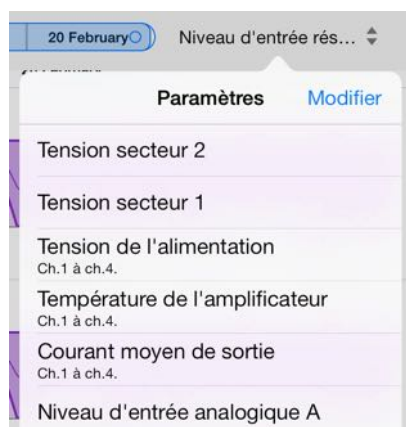 20 February Niveau d'entrée rés...
Paramètres Modifier
Tension secteur 2
Tension secteur 1
Tension de l'alimentation
Ch.1 à ch.4.
Température de l'amplificateur
Ch.1 à ch.4.
Courant moyen de sortie
Ch.1 à ch.4.
Niveau d'entrée analogique A